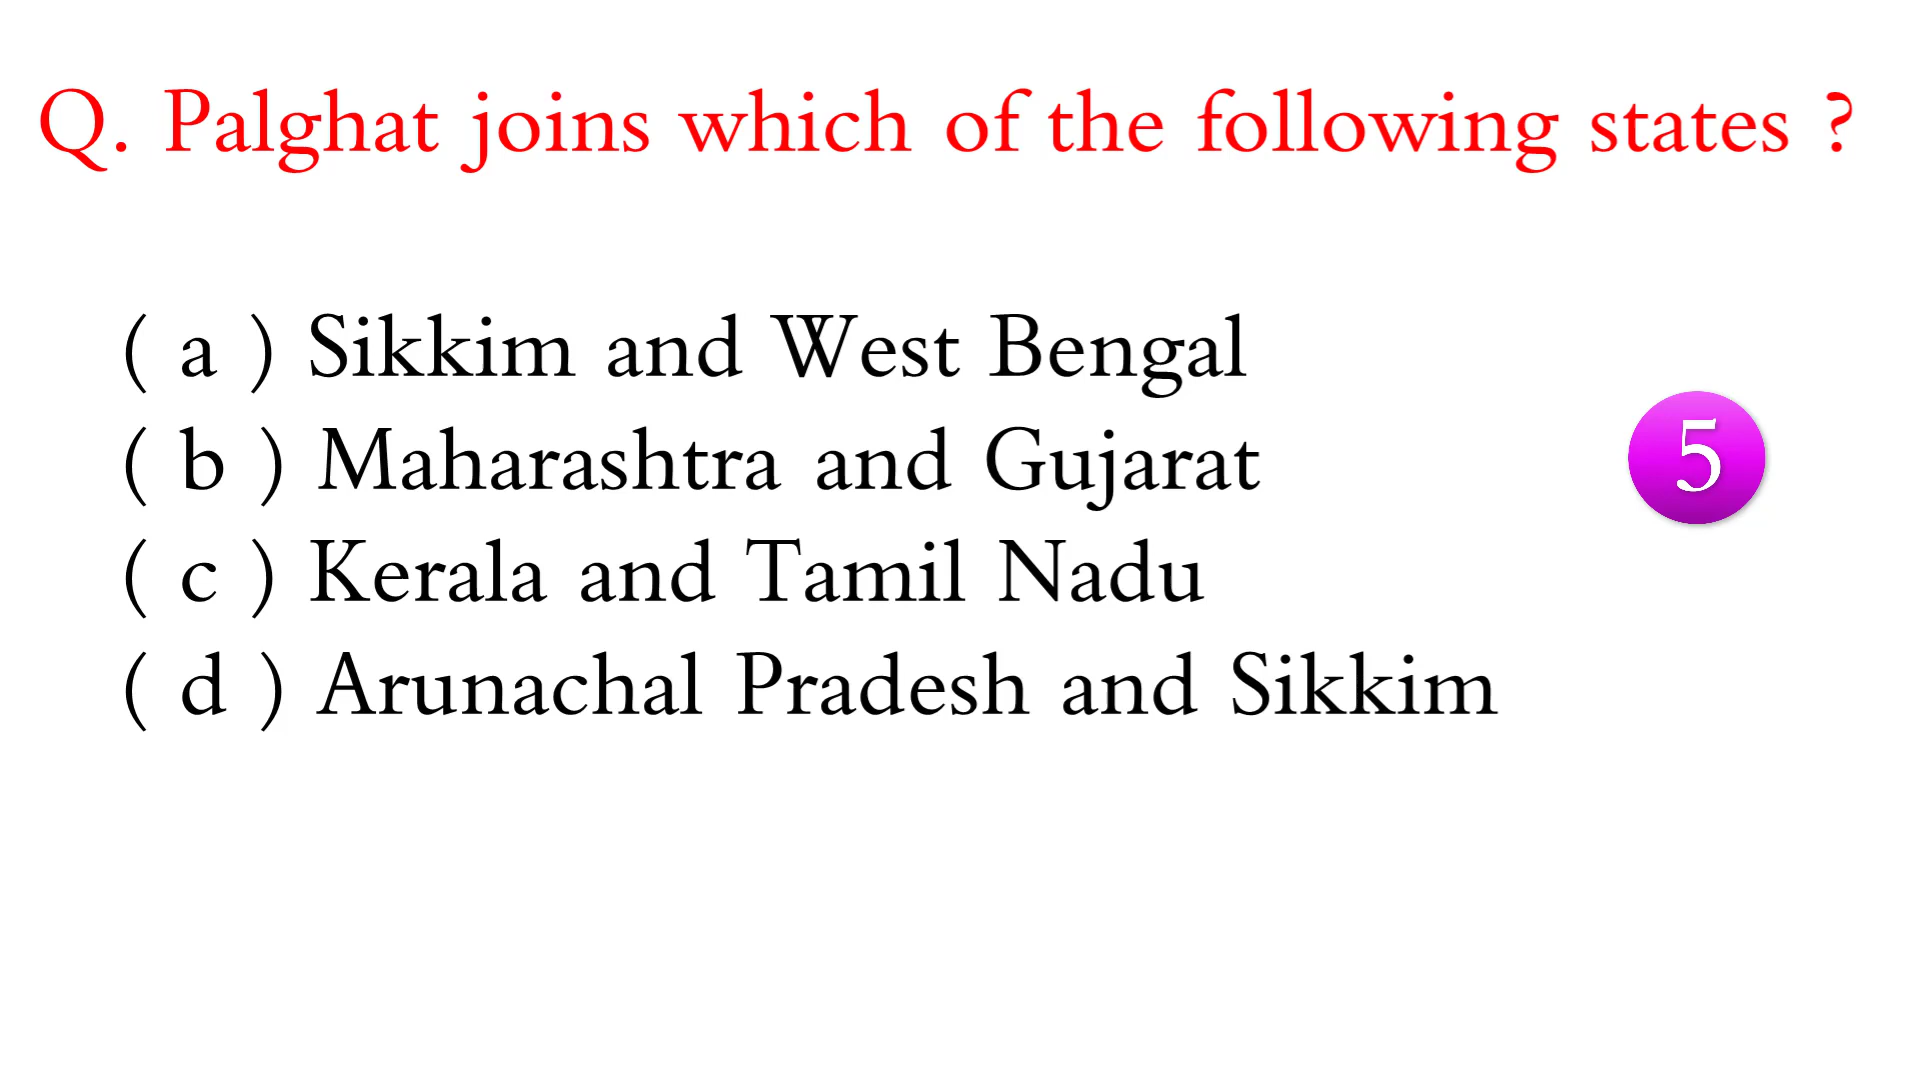 Q. Palghat joins which of the following states ?
( a ) Sikkim and West Bengal
( b ) Maharashtra and Gujarat
5
( c ) Kerala and Tamil Nadu
( d ) Arunachal Pradesh and Sikkim